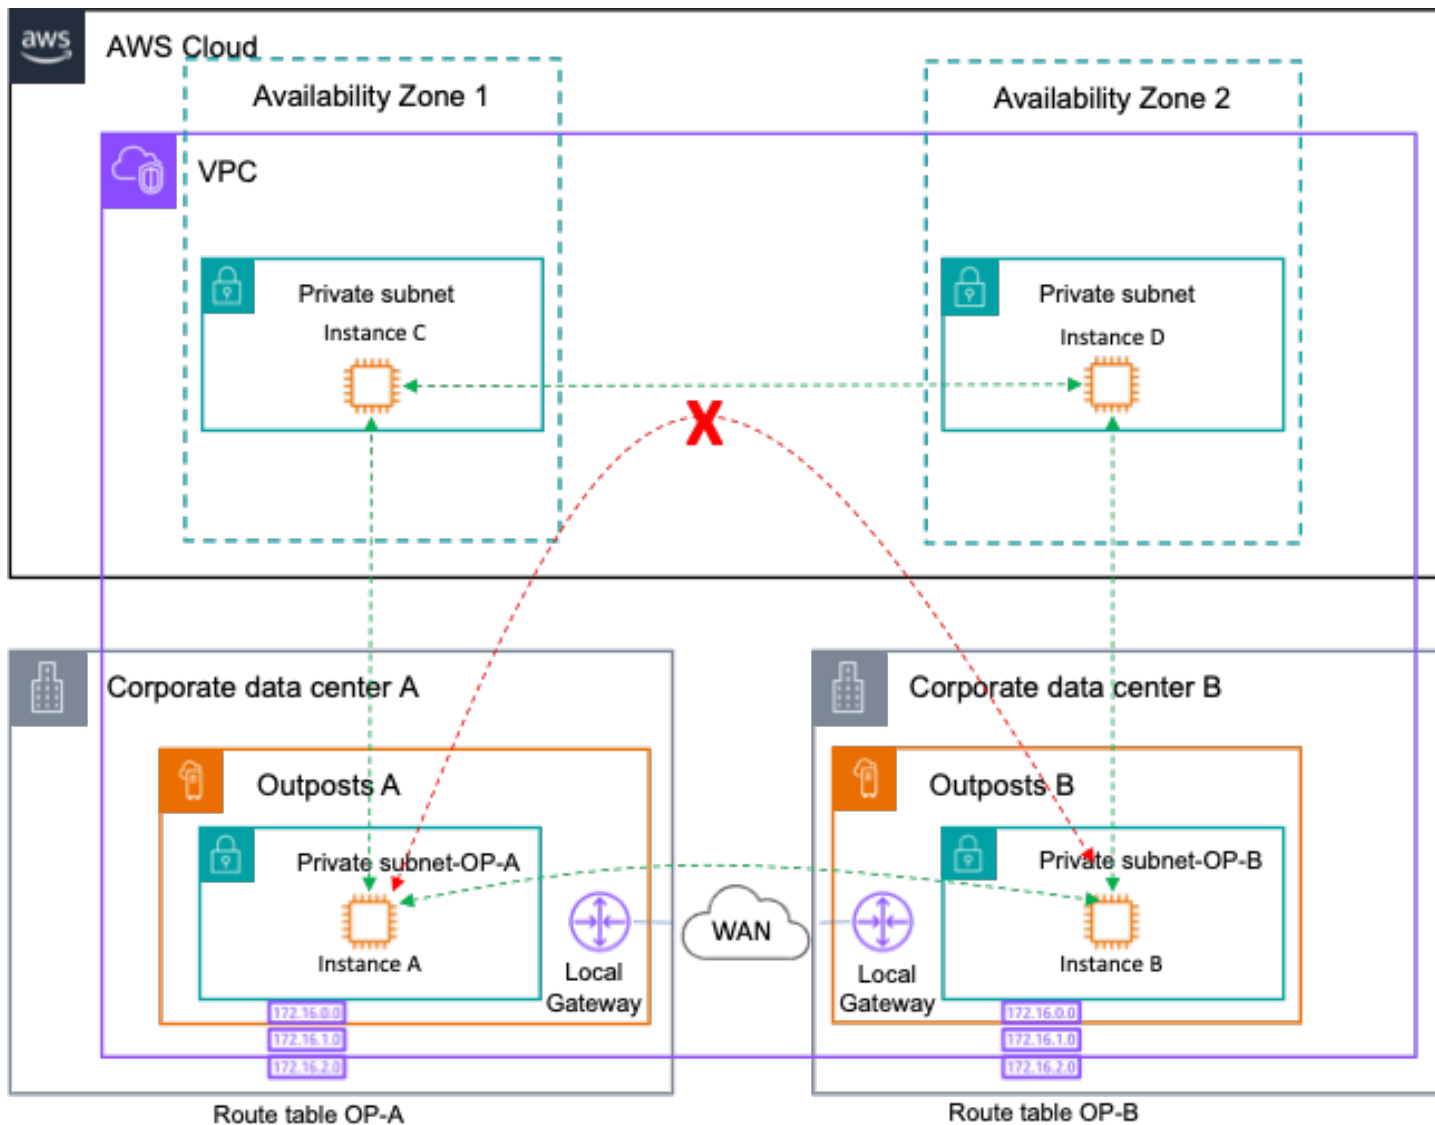 aws
AWS Cloud
Availability Zone 1
Availability Zone 2
VPC
Private subnet
Instance C
Private subnet
Instance D
X
Corporate data center A
Corporate data center B
Outposts A
Outposts B
Private subnet-OP-A
Private subnet-OP-B
WAN
Instance A
Instance B
Local
Gateway
Local
Gateway
172.16.0.0
172.16.1.0
172.16.2.0
172.16.0.0
172.16.1.0
172.16.2.0
Route table OP-A
Route table OP-B